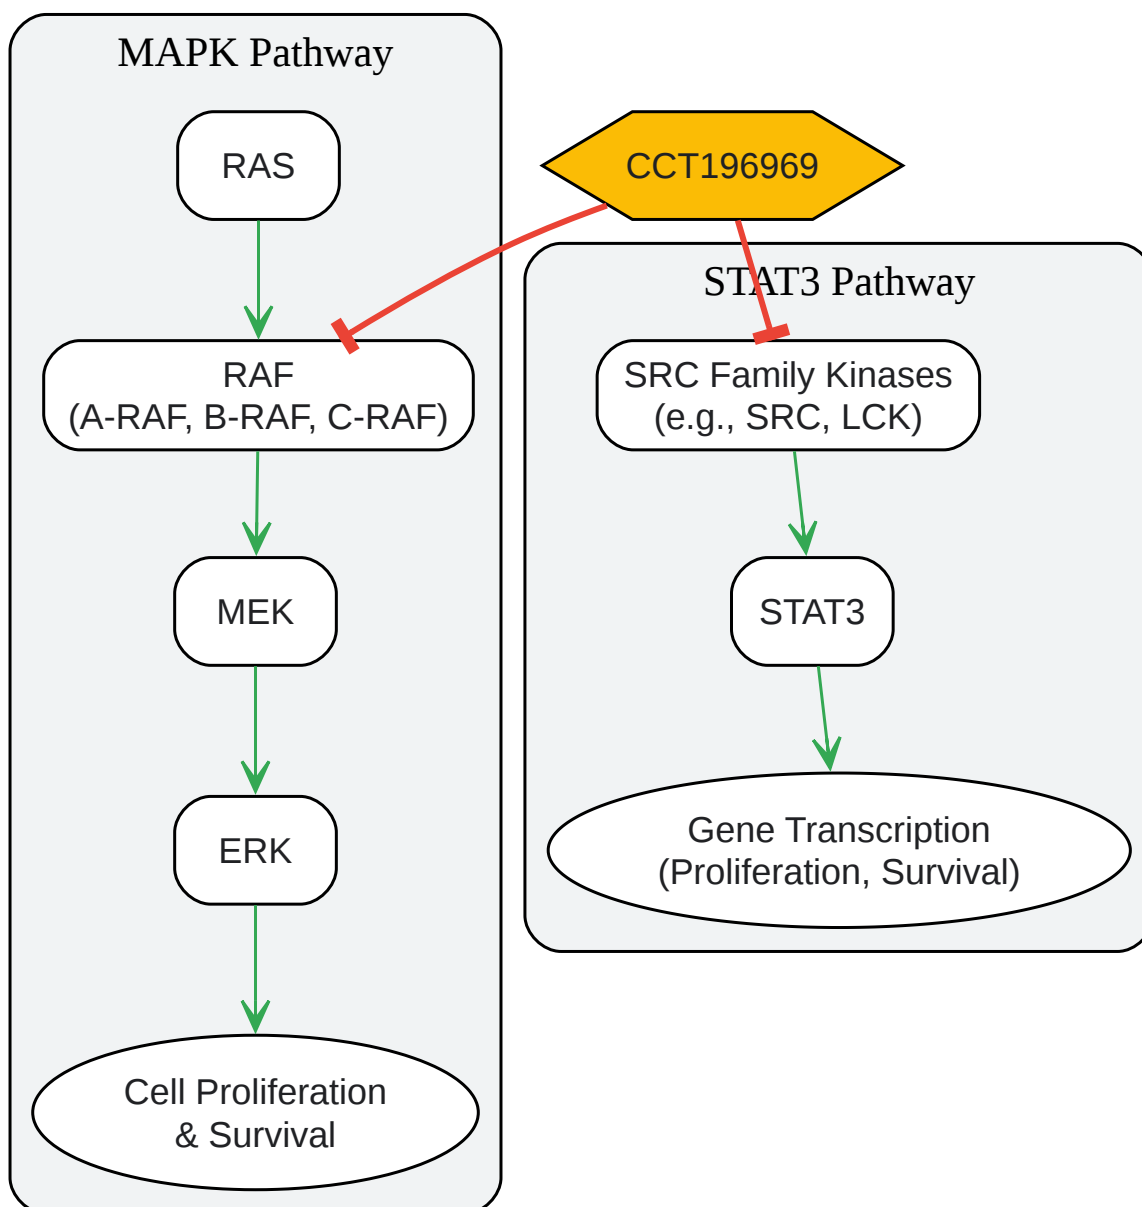 MAPK Pathway
RAS
RAF
(A-RAF, B-RAF, C-RAF)
MEK
ERK
Cell Proliferation
& Survival
CCT196969
STAT3 Pathway
SRC Family Kinases
(e.g., SRC, LCK)
STAT3
Gene Transcription
(Proliferation, Survival)